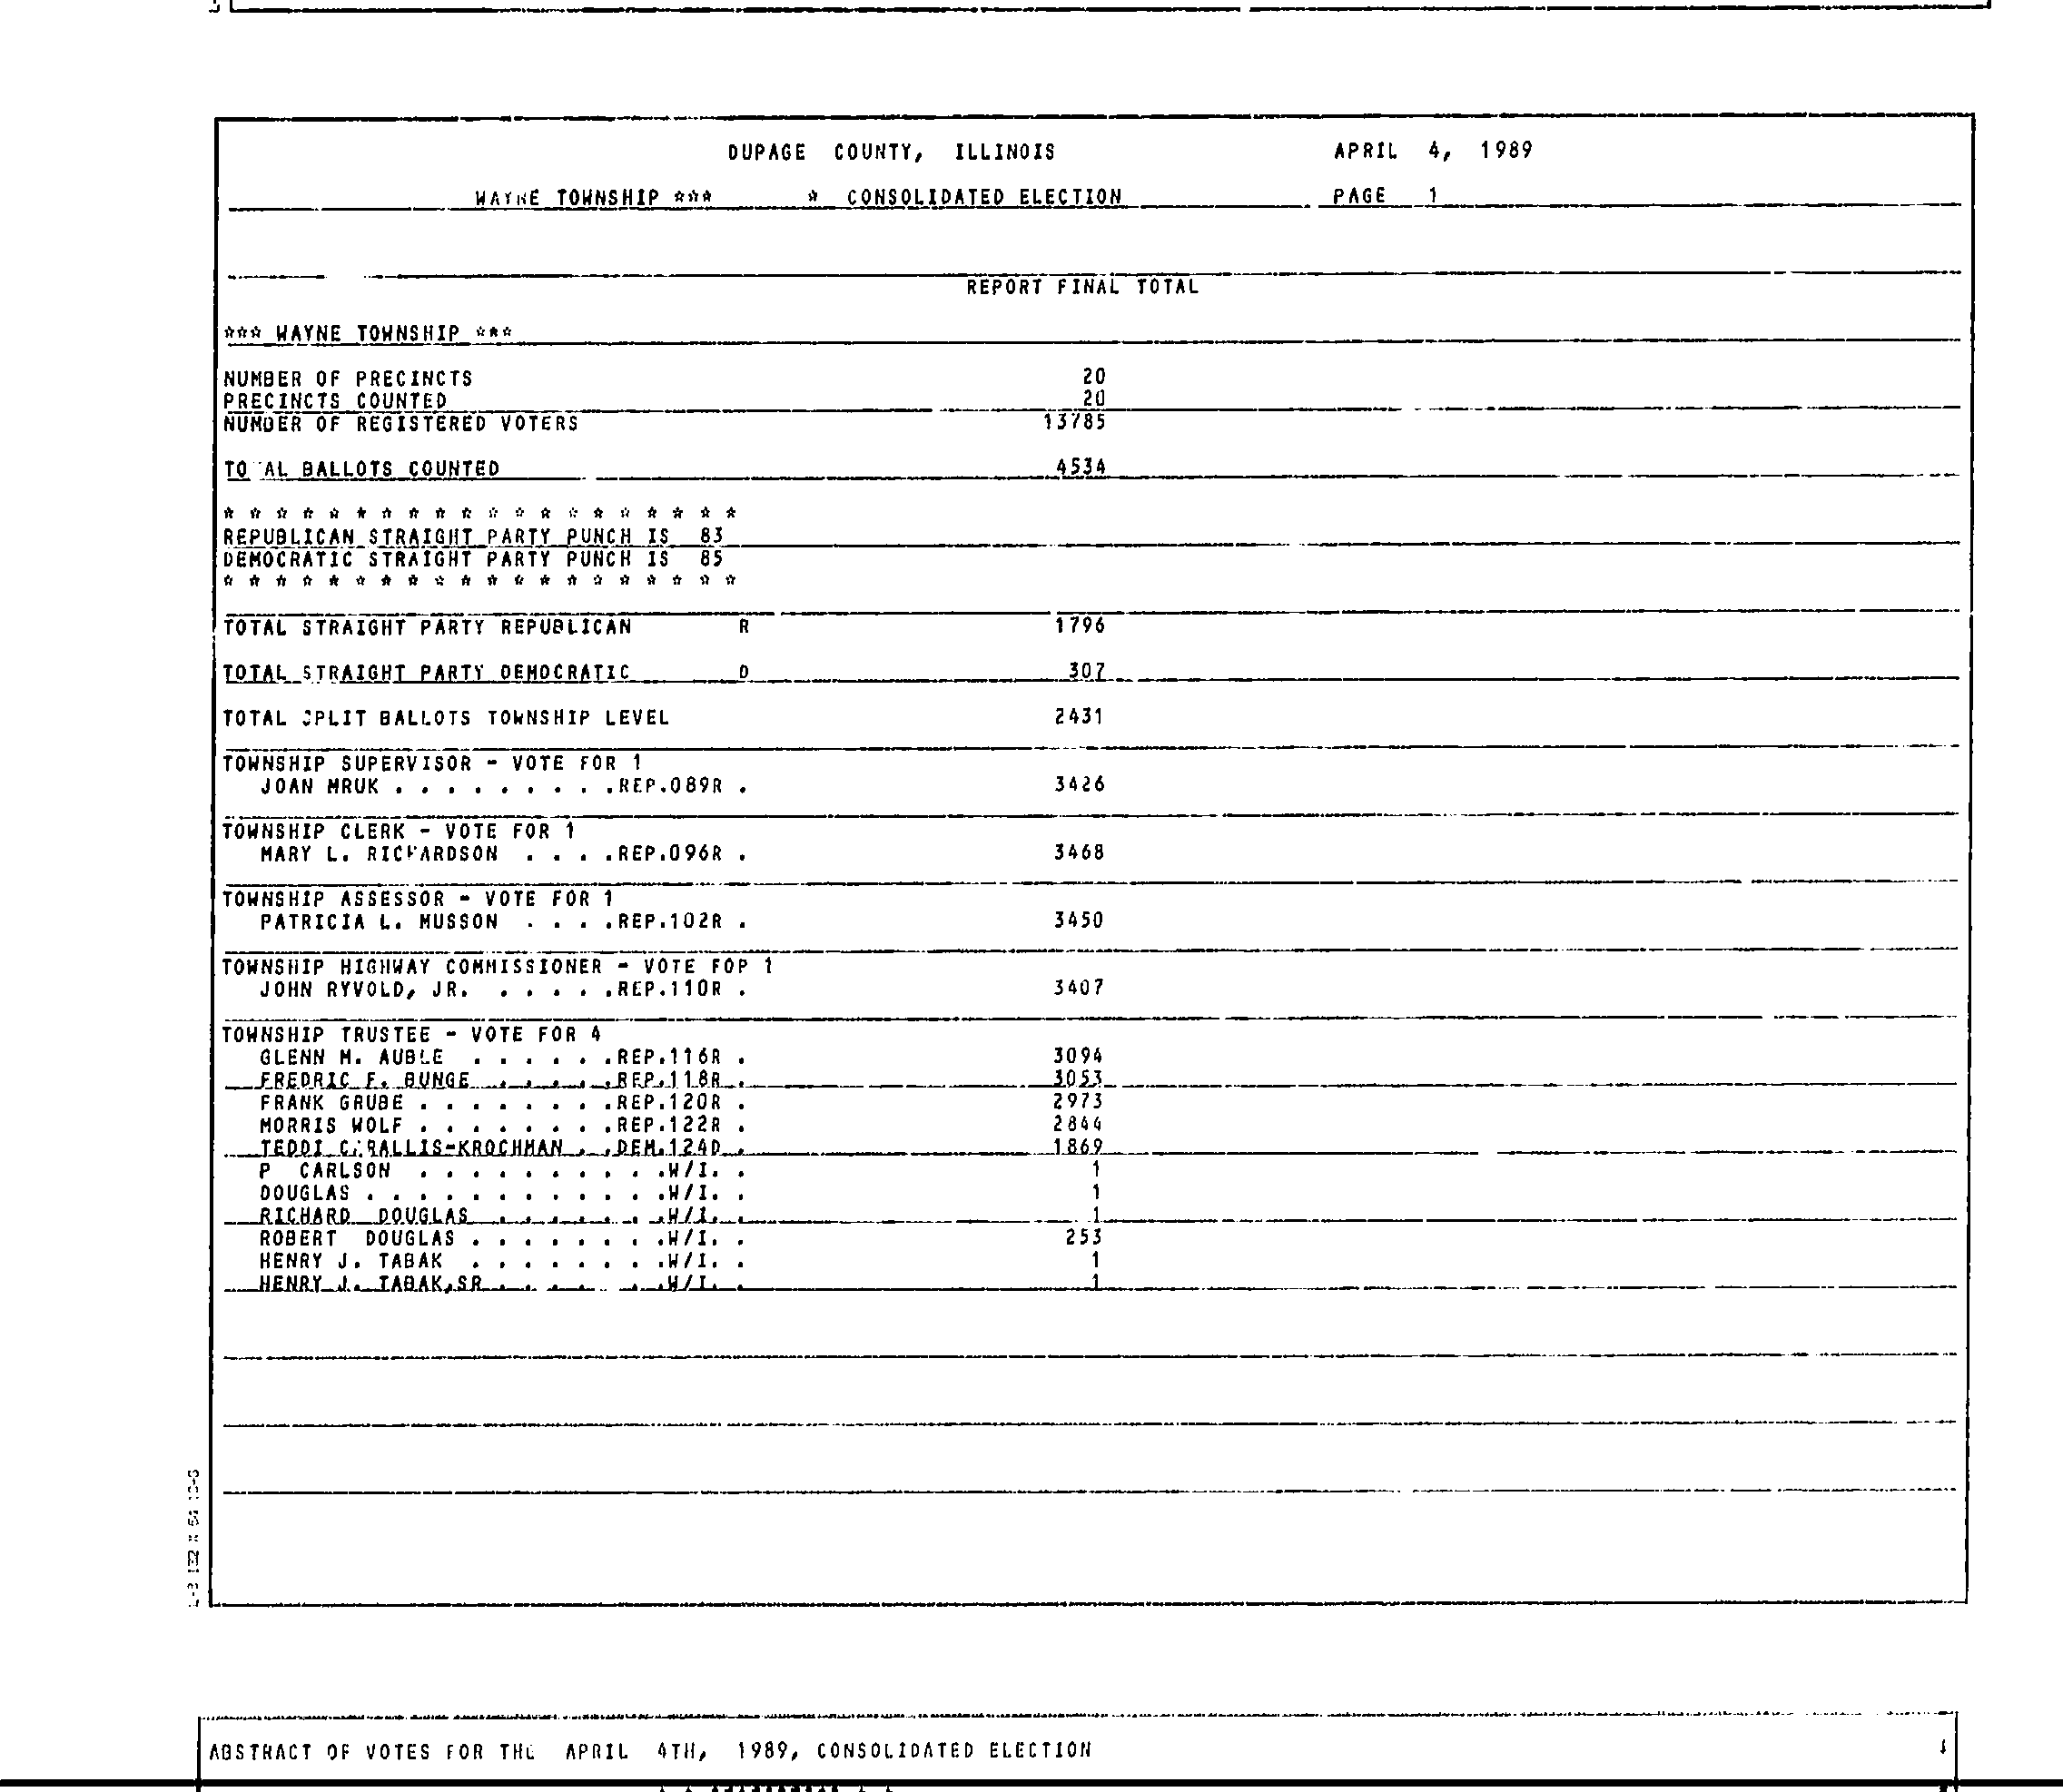 DUPAGE COUNTY, ILLINOIS APRIL 4, 1989
WAYNE TOWNSHIP *** * CONSOLIDATED ELECTION PAGE 1
REPORT FINAL TOTAL
*** WAYNE TOWNSHIP ***
NUMBER OF PRECINCTS 20
PRECINCTS COUNTED 20
NUMBER OF REGISTERED VOTERS 13785
TOTAL BALLOTS COUNTED 4534
* * * * * * * * * * * * * * * * * * * *
REPUBLICAN STRAIGHT PARTY PUNCH IS 83
DEMOCRATIC STRAIGHT PARTY PUNCH IS 85
* * * * * * * * * * * * * * * * * * * *
TOTAL STRAIGHT PARTY REPUBLICAN R 1796
TOTAL STRAIGHT PARTY DEMOCRATIC D 307
TOTAL SPLIT BALLOTS TOWNSHIP LEVEL 2431
TOWNSHIP SUPERVISOR - VOTE FOR 1
JOAN MRUK . . . . . . . . .REP.089R . 3426
TOWNSHIP CLERK - VOTE FOR 1
MARY L. RICHARDSON . . . .REP.096R . 3468
TOWNSHIP ASSESSOR - VOTE FOR 1
PATRICIA L. MUSSON . . . .REP.102R . 3450
TOWNSHIP HIGHWAY COMMISSIONER - VOTE FOR 1
JOHN RYVOLD, JR. . . . . .REP.110R . 3407
TOWNSHIP TRUSTEE - VOTE FOR 4
GLENN M. AUBLE . . . . . .REP.116R . 3094
FREDRIC F. BUNGE . . . . .REP.118R . 3053
FRANK GRUBE . . . . . . . .REP.120R . 2973
MORRIS WOLF . . . . . . . .REP.122R . 2844
TEDDI -KROCHMAN . .DEM.124D . 1869
P CARLSON . . . . . . . . . .W/I. . 1
DOUGLAS . . . . . . . . . . . .W/I. . 1
RICHARD DOUGLAS . . . . . . .W/I. . 1
ROBERT DOUGLAS . . . . . . . .W/I. . 253
HENRY J. TABAK . . . . . . . .W/I. . 1
HENRY J. TABAK,SR . . . . . .W/I. . 1
ABSTRACT OF VOTES FOR THE APRIL 4TH, 1989, CONSOLIDATED ELECTION